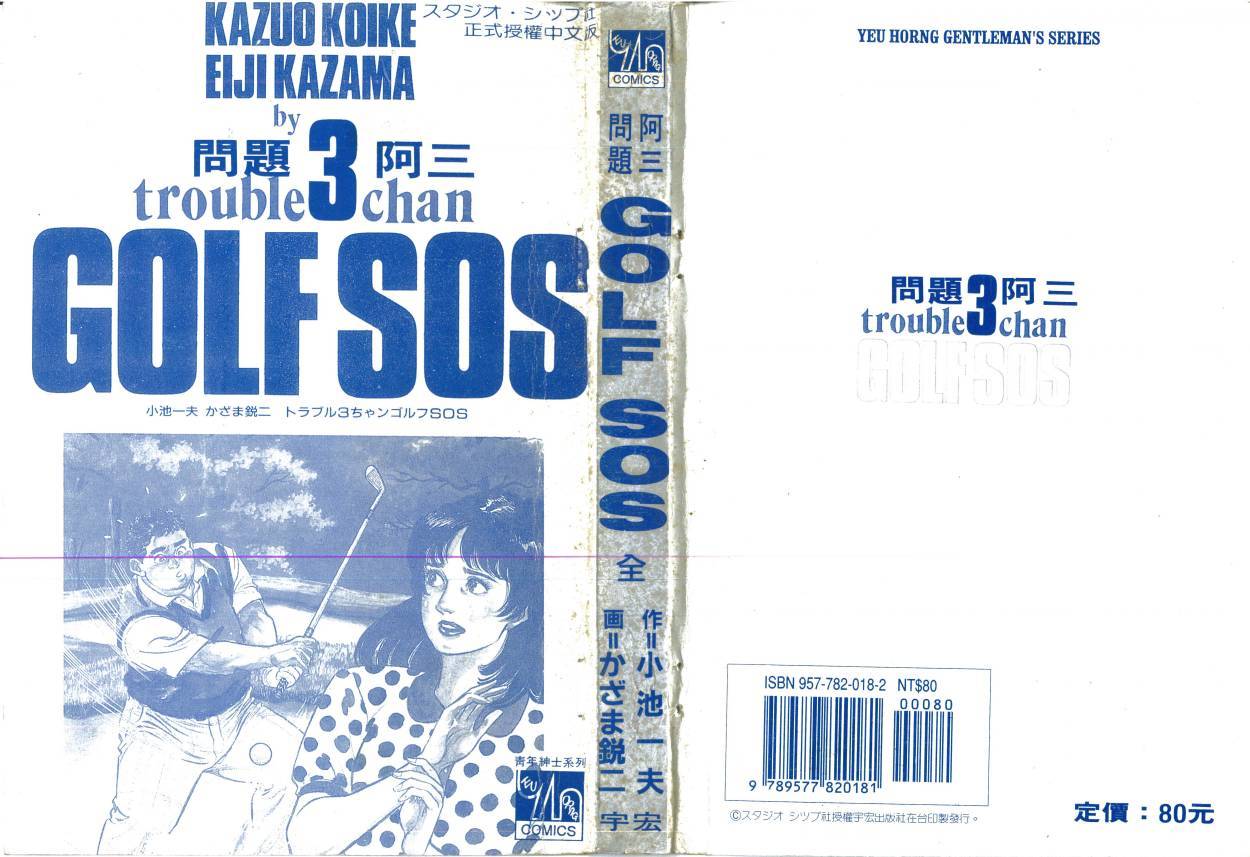 KAZUO KOIKE
EIJI KAZAMA
by
スタジオ・シップ社
正式授權中文版
問題3阿三
trouble3chan
GOLF SOS
小池一夫 かざま鋭二 トラブル3ちゃンゴルフSOS
青年紳士系列
COMICS
COMICS
阿三
問題
GOLF SOS
全
作=小池一夫
画=かざま鋭二
宇宏
YEU HORNG GENTLEMAN'S SERIES
問題3阿三
trouble3chan
GOLF SOS
ISBN 957-782-018-2 NT$80
00080
9 789577 820181
©スタジオ シップ社授權宇宏出版社在台印製發行。
定價：80元